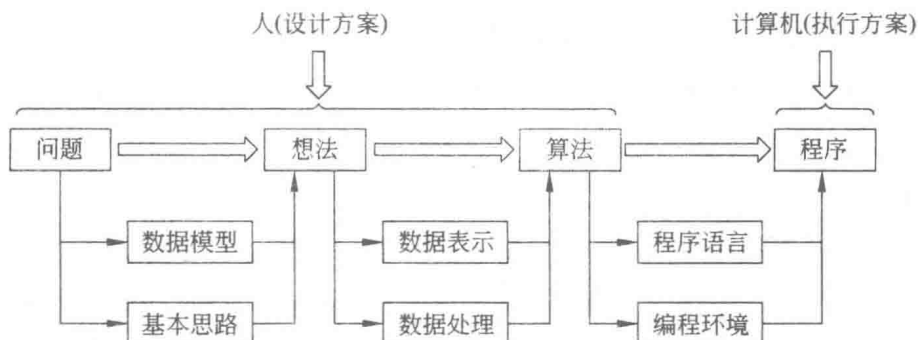 人(设计方案)
计算机(执行方案)
问题
想法
算法
程序
数据模型
数据表示
程序语言
基本思路
数据处理
编程环境